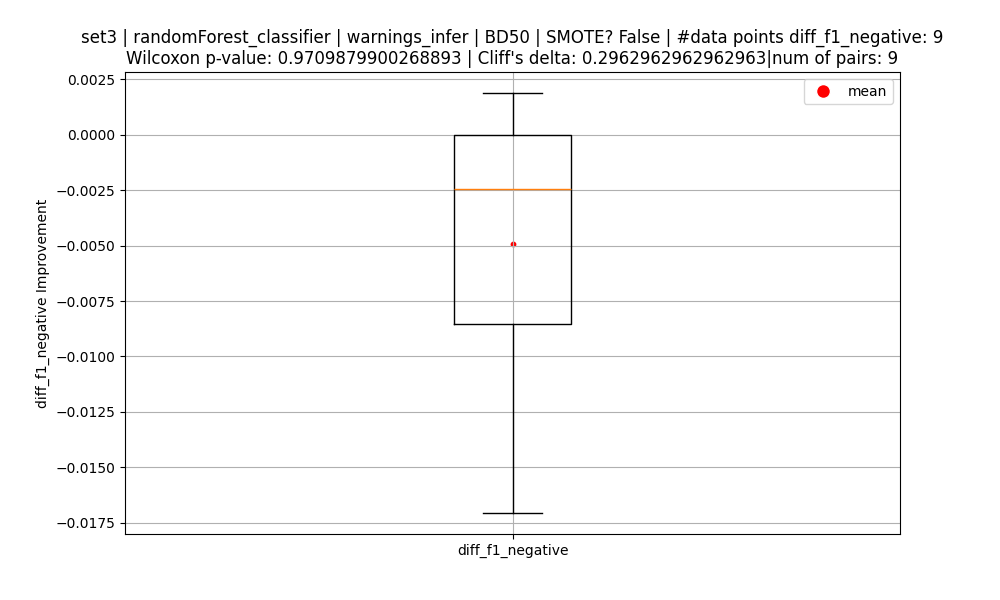 set3 | randomForest_classifier | warnings_infer | BD50 | SMOTE? False | #data points diff_f1_negative: 9
Wilcoxon p-value: 0.9709879900268893 | Cliff's delta: 0.2962962962962963|num of pairs: 9
mean
diff_f1_negative Improvement
0.0025
0.0000
−0.0025
−0.0050
−0.0075
−0.0100
−0.0125
−0.0150
−0.0175
diff_f1_negative